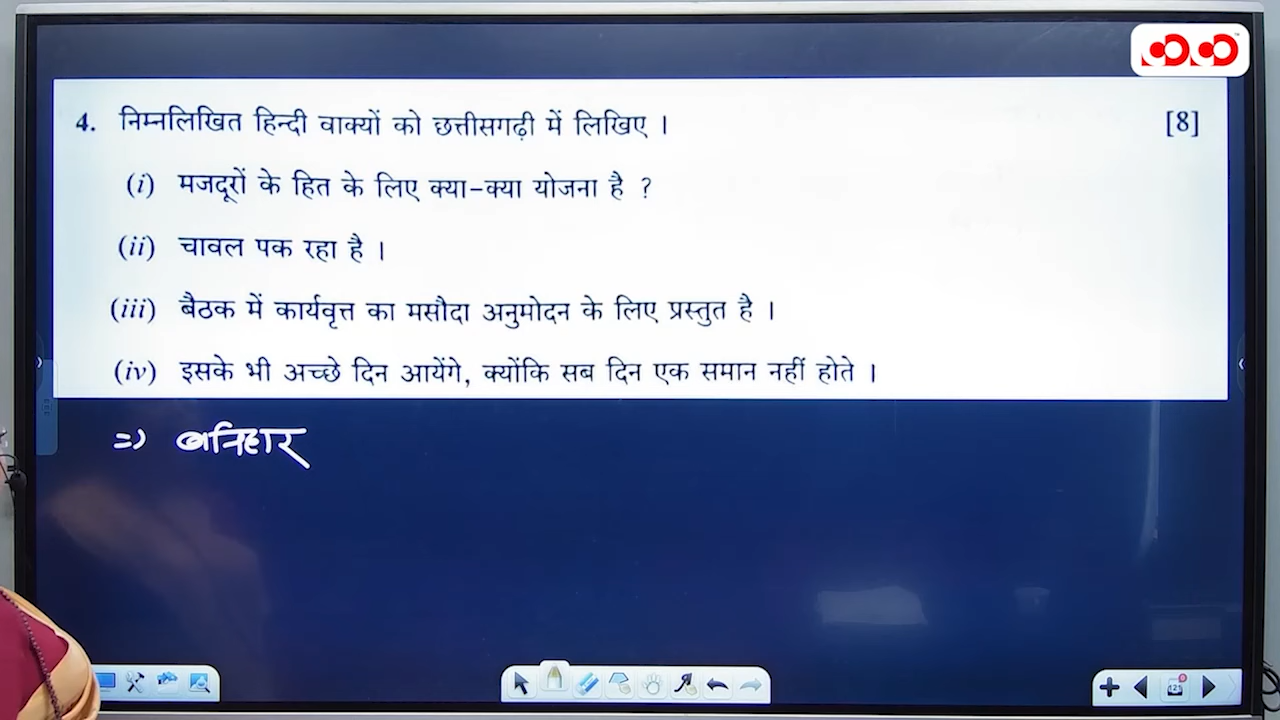 4. निम्नलिखित हिन्दी वाक्यों को छत्तीसगढ़ी में लिखिए । [8]
(i) मजदूरों के हित के लिए क्या-क्या योजना है ?
(ii) चावल पक रहा है ।
(iii) बैठक में कार्यवृत्त का मसौदा अनुमोदन के लिए प्रस्तुत है ।
(iv) इसके भी अच्छे दिन आयेंगे, क्योंकि सब दिन एक समान नहीं होते ।
=> बनिहार